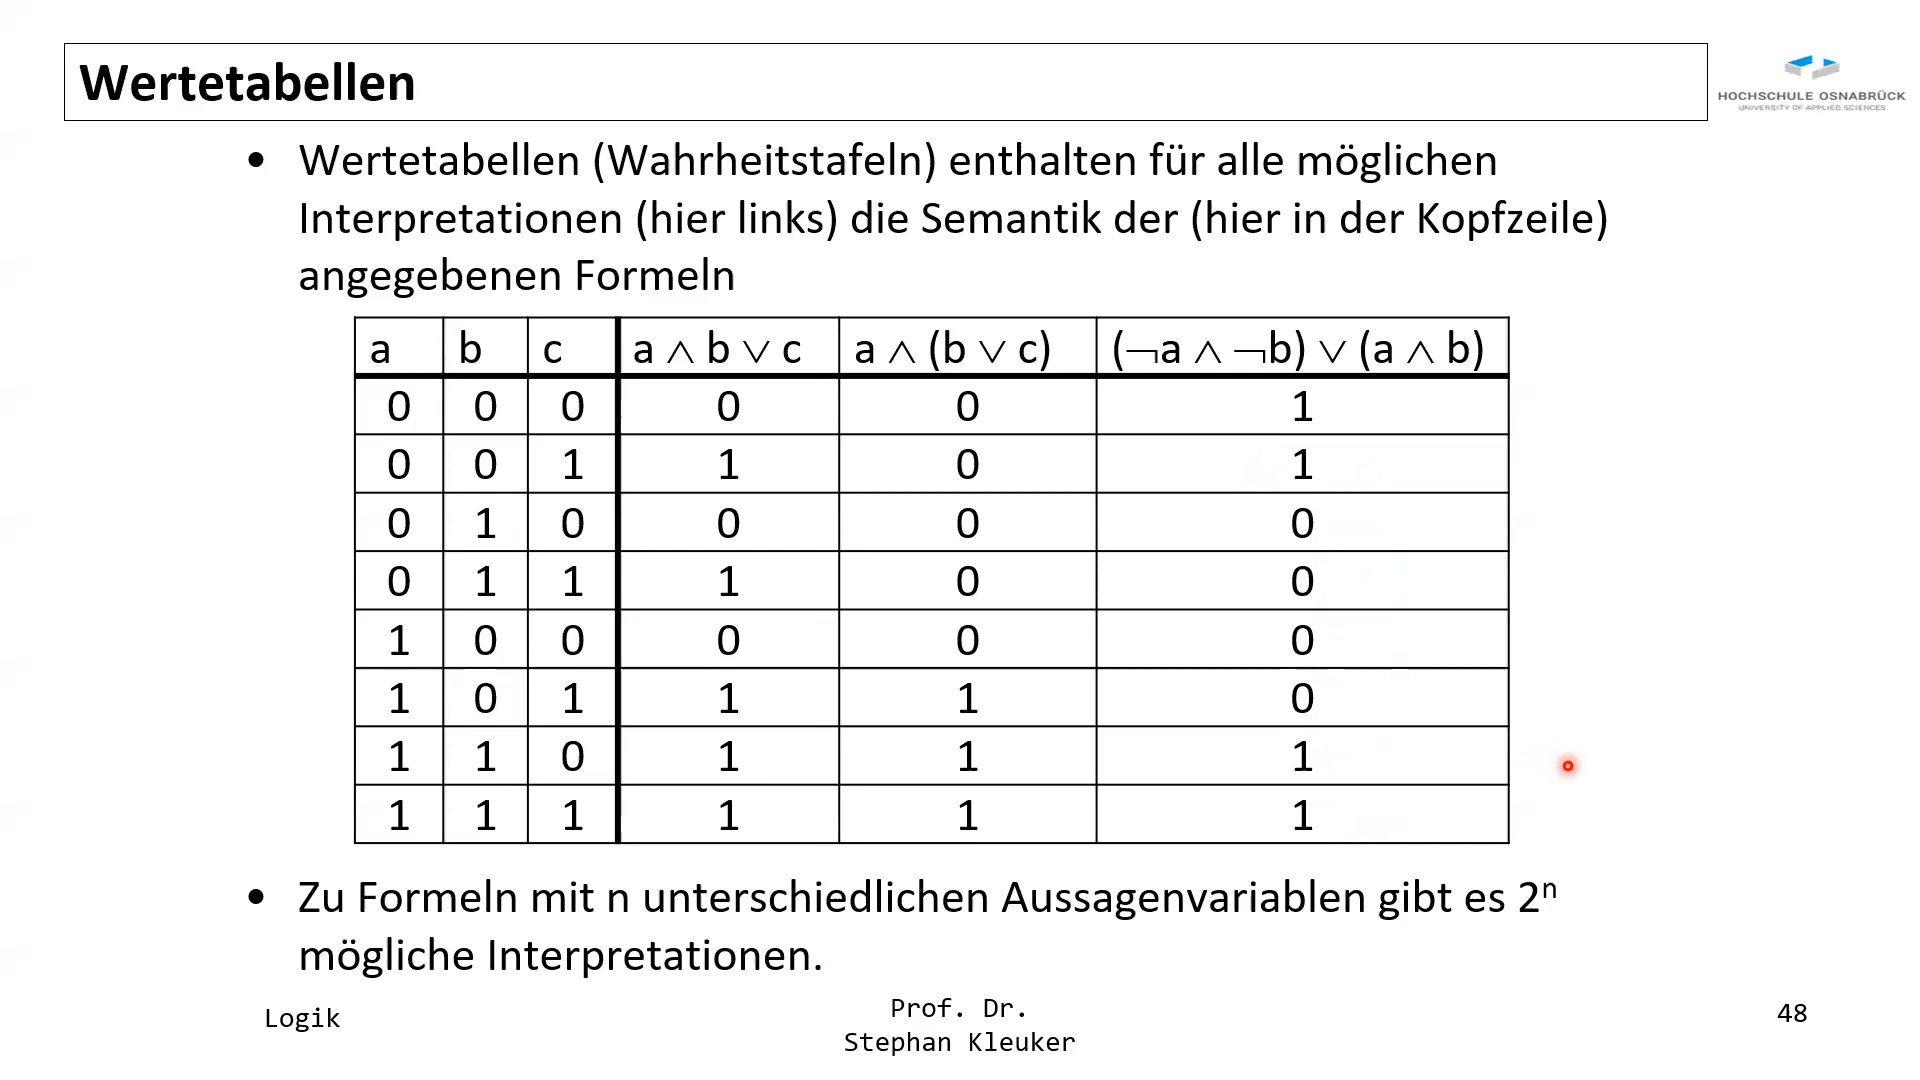 Wertetabellen
HOCHSCHULE OSNABRÜCK
UNIVERSITY OF APPLIED SCIENCES
• Wertetabellen (Wahrheitstafeln) enthalten für alle möglichen
Interpretationen (hier links) die Semantik der (hier in der Kopfzeile)
angegebenen Formeln
a b c a ∧ b ∨ c a ∧ (b ∨ c) (¬a ∧ ¬b) ∨ (a ∧ b)
0 0 0 0 0 1
0 0 1 1 0 1
0 1 0 0 0 0
0 1 1 1 0 0
1 0 0 0 0 0
1 0 1 1 1 0
1 1 0 1 1 1
1 1 1 1 1 1
• Zu Formeln mit n unterschiedlichen Aussagenvariablen gibt es 2ⁿ
mögliche Interpretationen.
Logik
Prof. Dr.
Stephan Kleuker
48